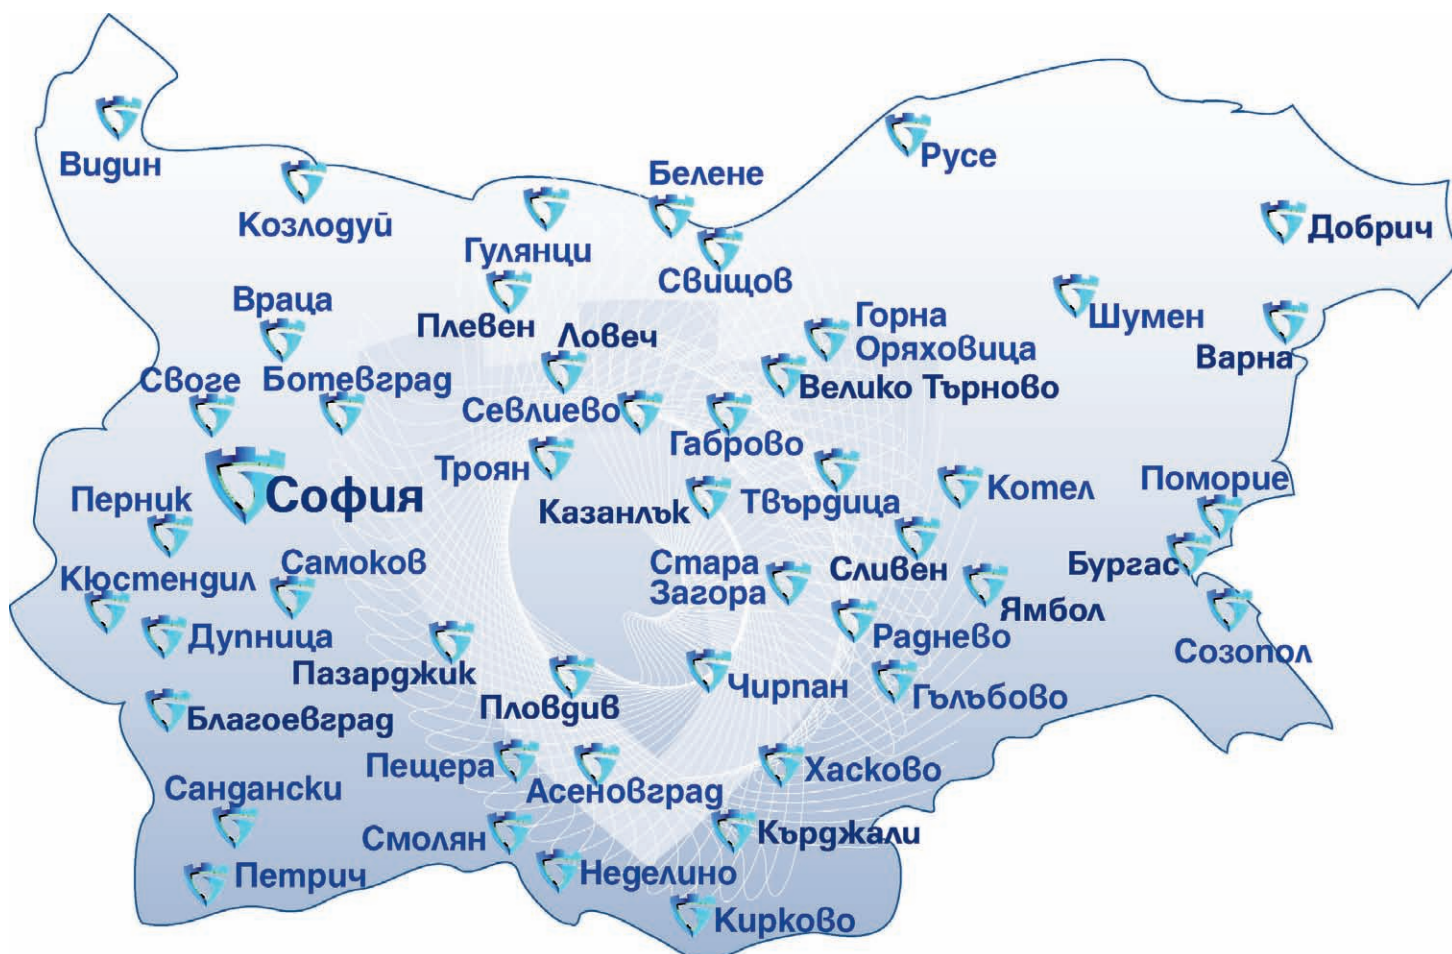 Видин
Козлодуй
Белене
Русе
Гулянци
Свищов
Добрич
Враца
Плевен
Ловеч
Горна
Оряховица
Шумен
Варна
Своге
Ботевград
Севлиево
Габрово
Велико Търново
Троян
Перник
София
Казанлък
Твърдица
Котел
Поморие
Кюстендил
Самоков
Стара
Загора
Сливен
Бургас
Дупница
Ямбол
Раднево
Созопол
Пазарджик
Пловдив
Чирпан
Гълъбово
Благоевград
Пещера
Асеновград
Хасково
Сандански
Смолян
Кърджали
Петрич
Неделино
Кирково